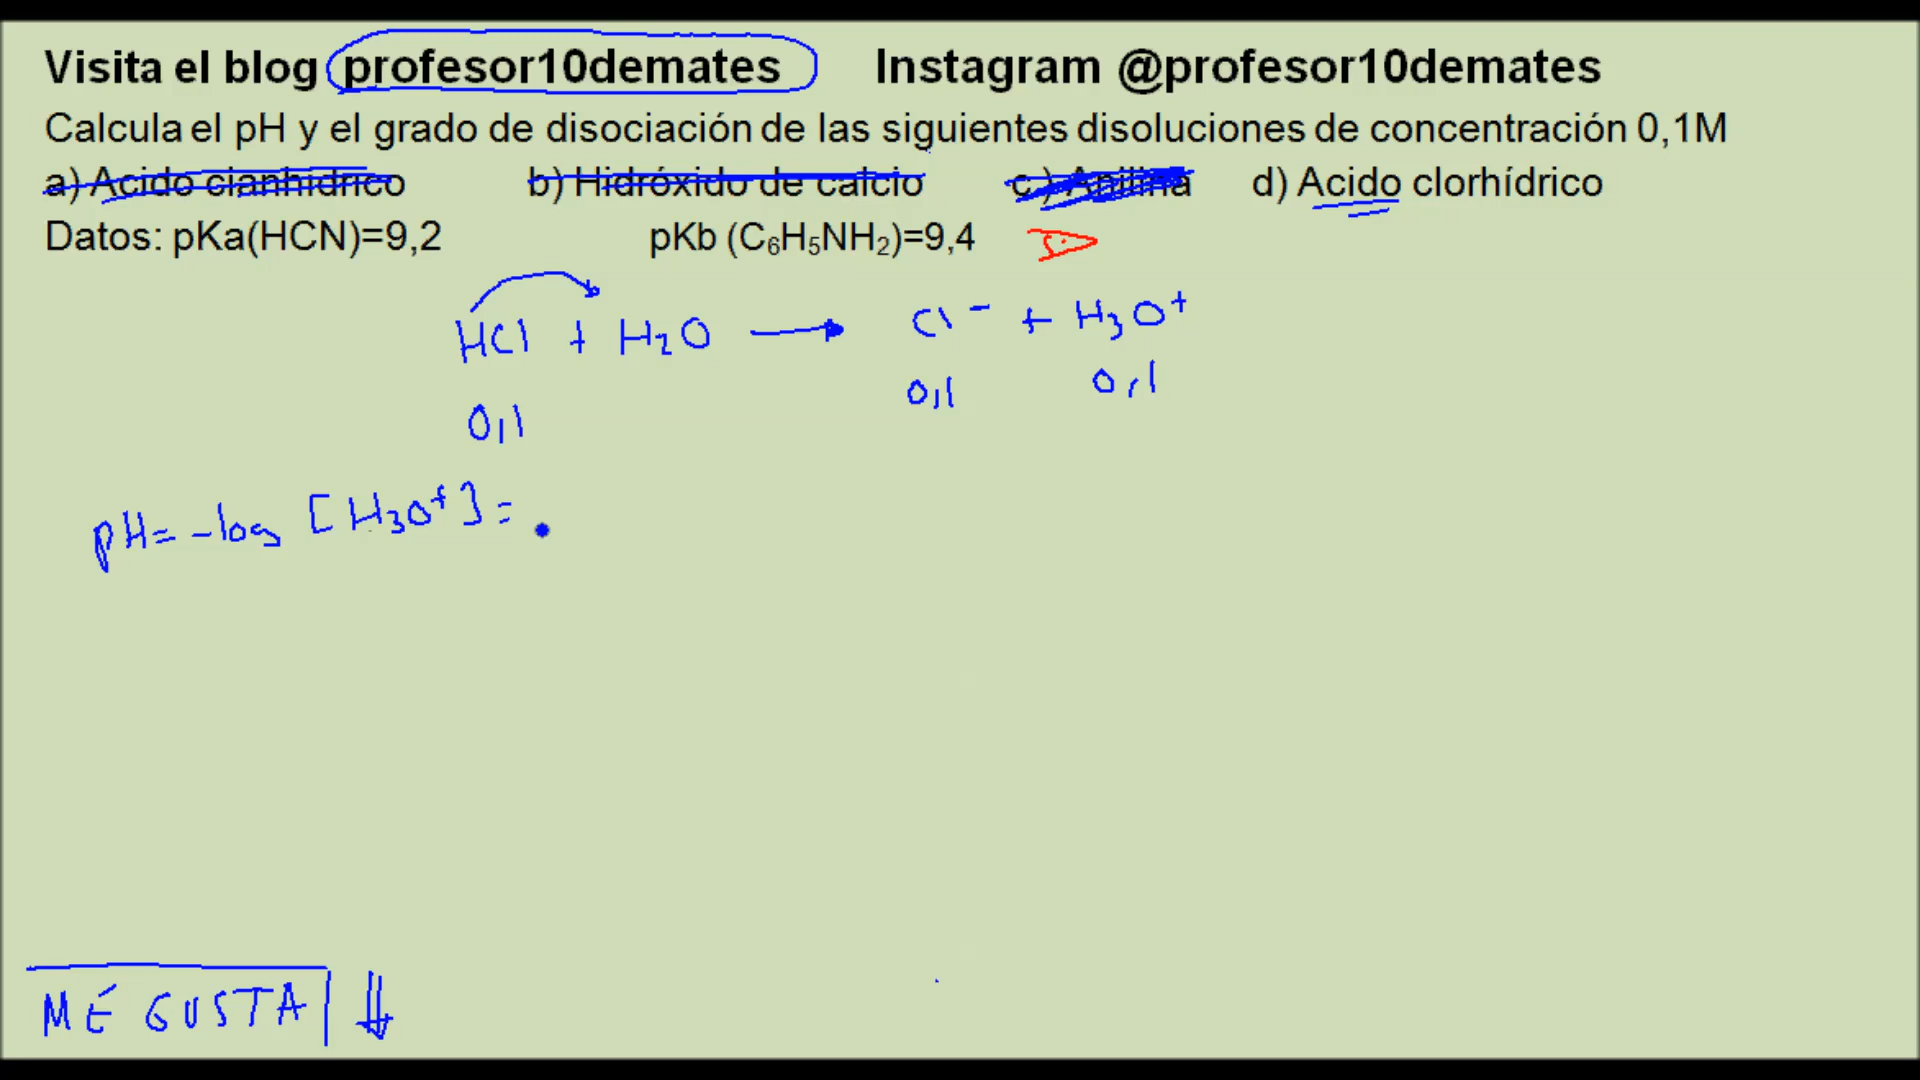 Visita el blog profesor10demates Instagram @profesor10demates
Calcula el pH y el grado de disociación de las siguientes disoluciones de concentración 0,1M
a) Acido cianhídrico b) Hidróxido de calcio c) Anilina d) Acido clorhídrico
Datos: pKa(HCN)=9,2 pKb (C₆H₅NH₂)=9,4
HCl + H₂O → Cl⁻ + H₃O⁺
0,1 0,1 0,1
pH= -log [H₃O⁺] =
ME GUSTA